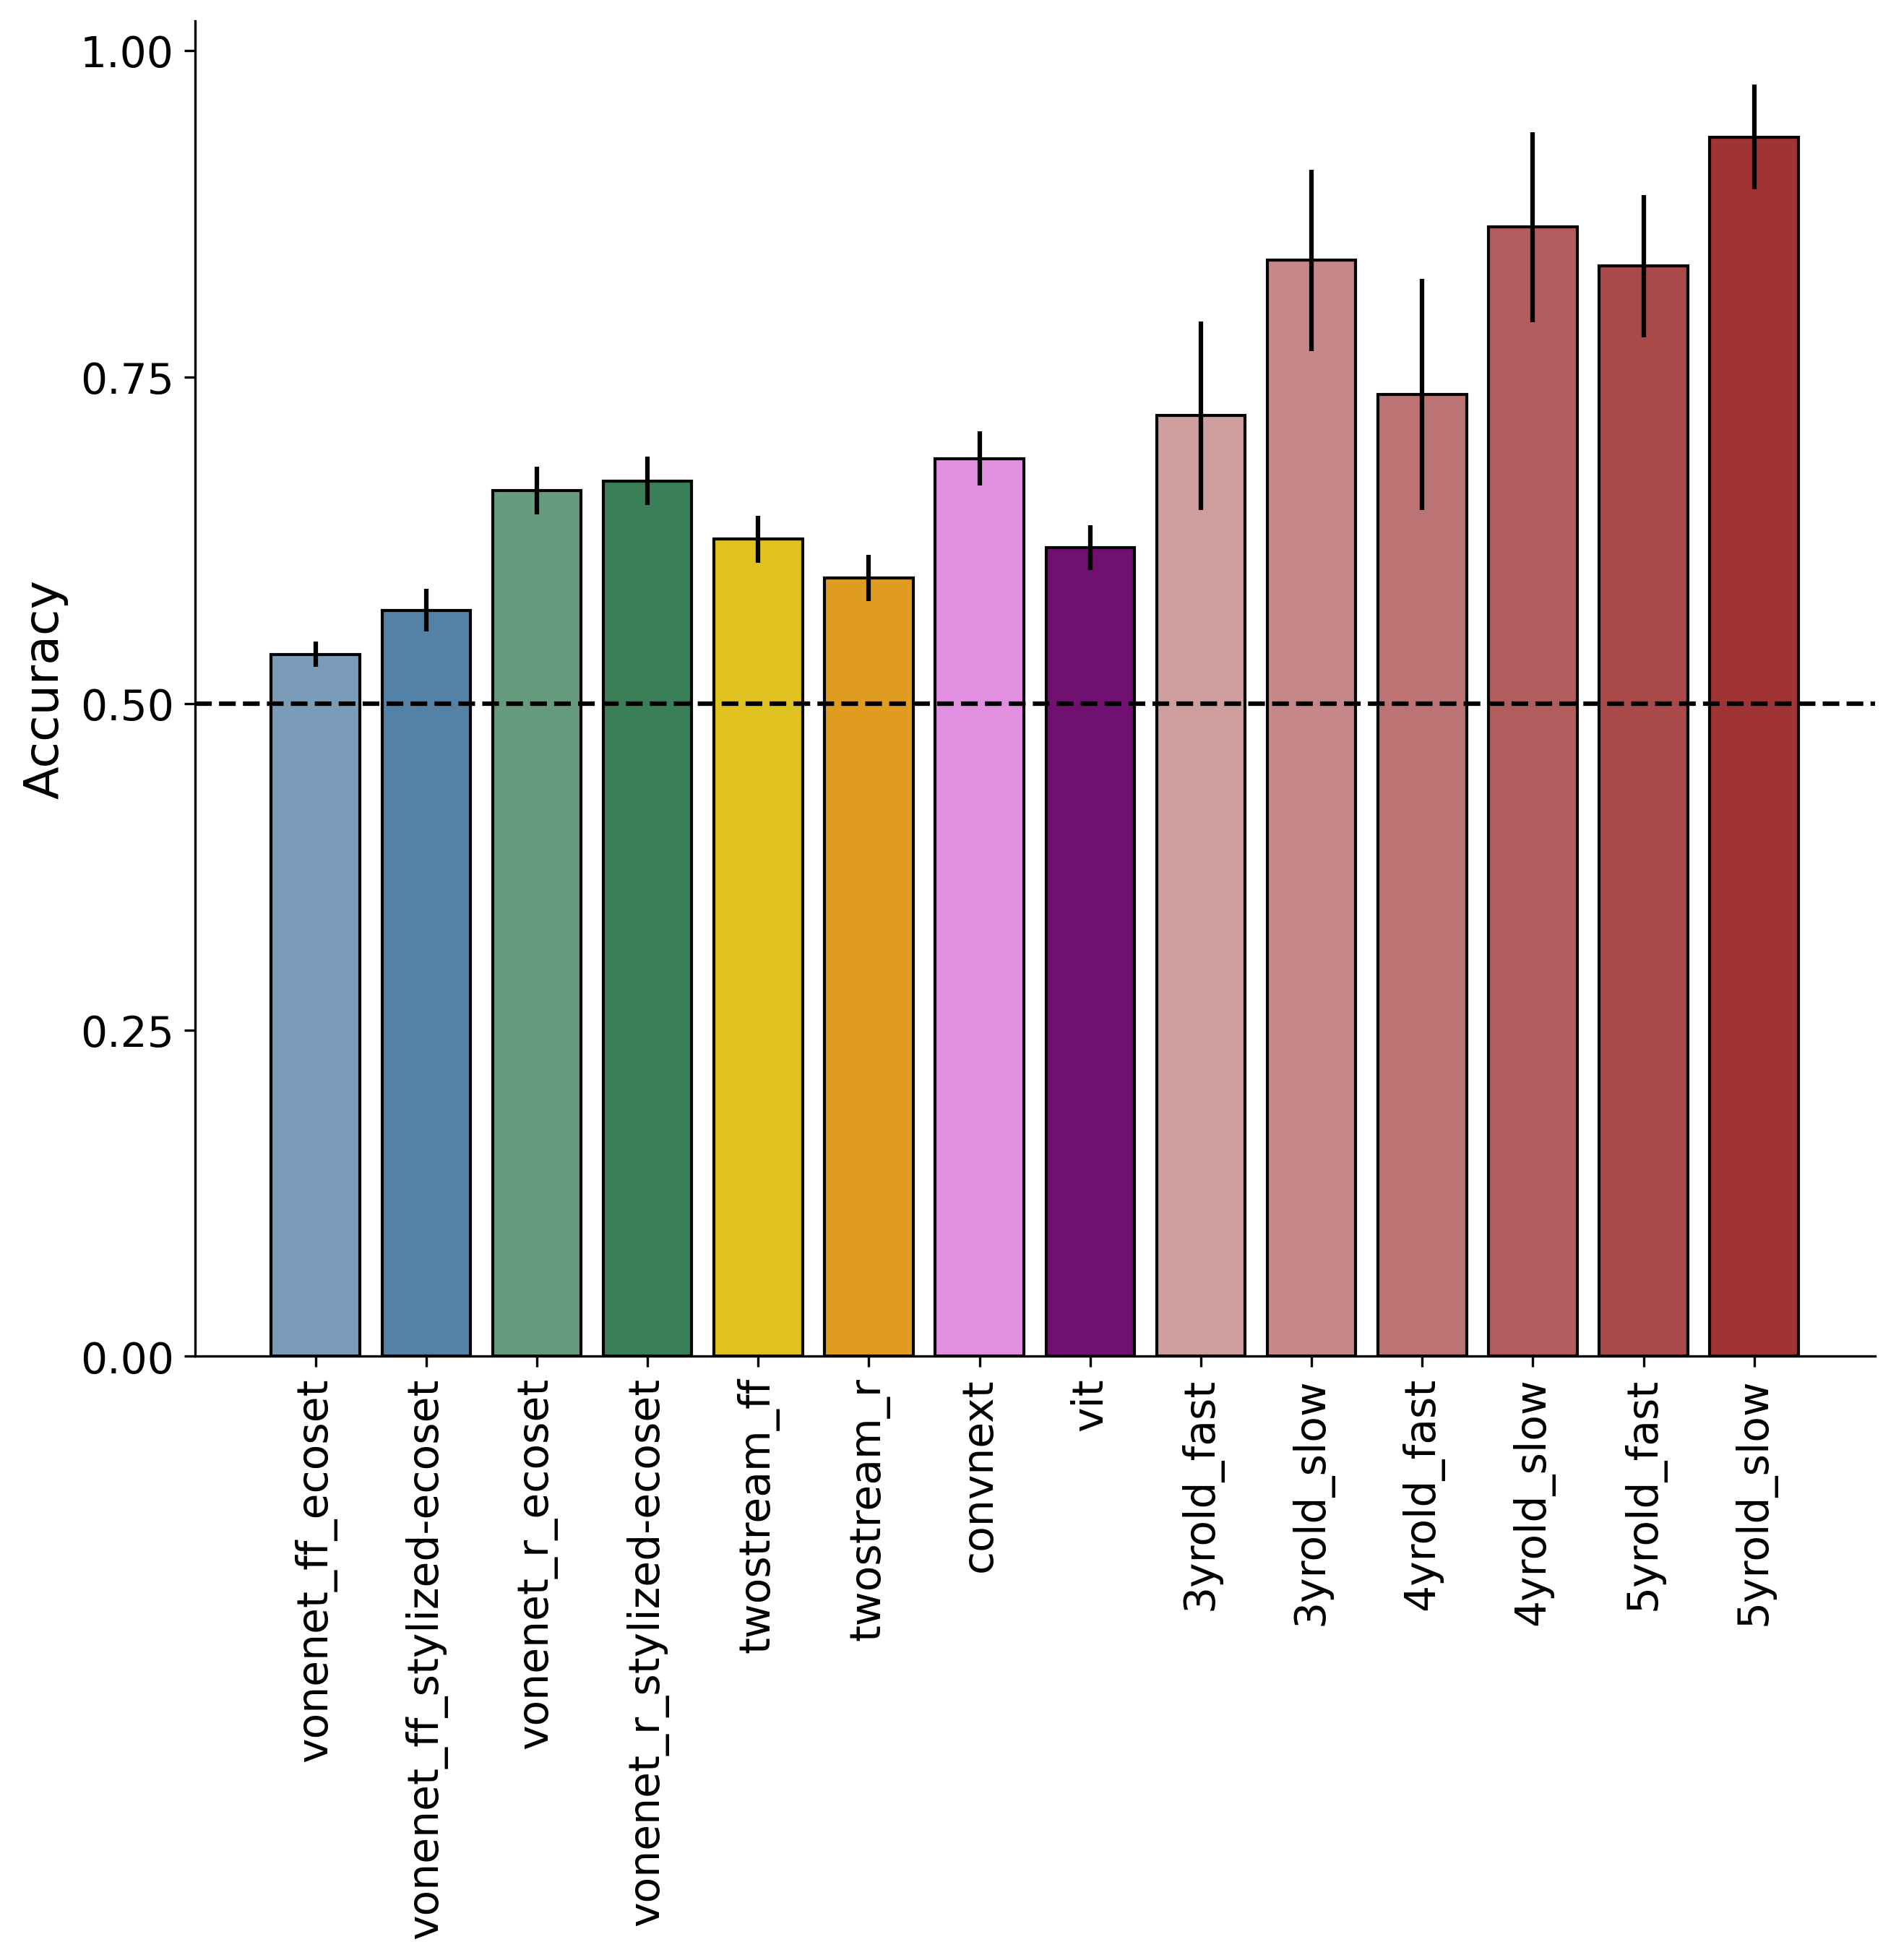 1.00
0.75
0.50
0.25
0.00
Accuracy
vonenet_ff_ecoset
vonenet_ff_stylized-ecoset
vonenet_r_ecoset
vonenet_r_stylized-ecoset
twostream_ff
twostream_r
convnext
vit
3yrold_fast
3yrold_slow
4yrold_fast
4yrold_slow
5yrold_fast
5yrold_slow